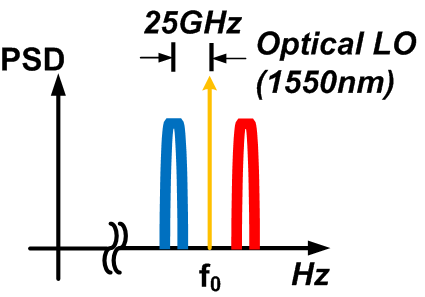 25GHz
PSD
Optical LO
(1550nm)
f0
Hz